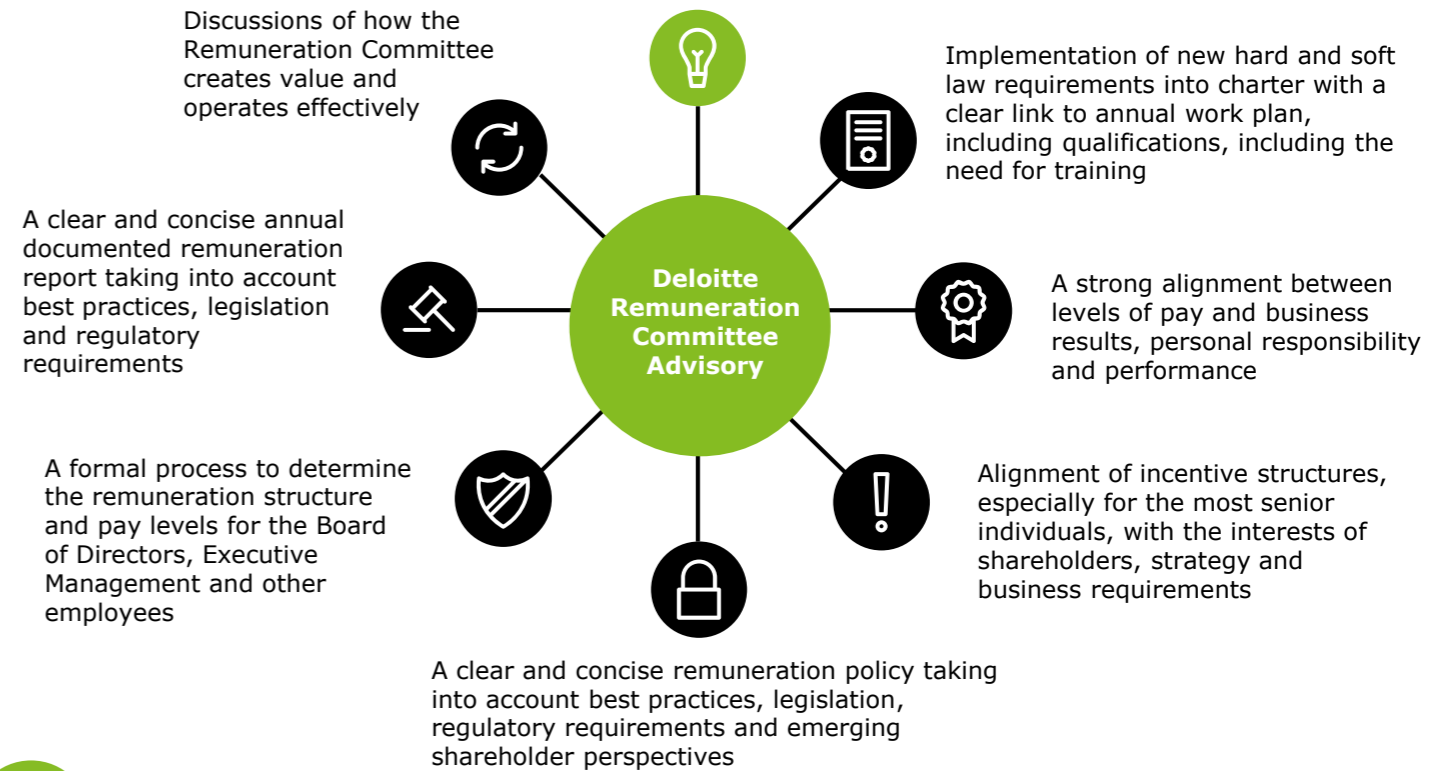 Discussions of how the
Remuneration Committee
creates value and
operates effectively
Implementation of new hard and soft
law requirements into charter with a
clear link to annual work plan,
including qualifications, including the
need for training
A clear and concise annual
documented remuneration
report taking into account
best practices, legislation
and regulatory
requirements
Deloitte
Remuneration
Committee
Advisory
A strong alignment between
levels of pay and business
results, personal responsibility
and performance
A formal process to determine
the remuneration structure
and pay levels for the Board
of Directors, Executive
Management and other
employees
Alignment of incentive structures,
especially for the most senior
individuals, with the interests of
shareholders, strategy and
business requirements
A clear and concise remuneration policy taking
into account best practices, legislation,
regulatory requirements and emerging
shareholder perspectives